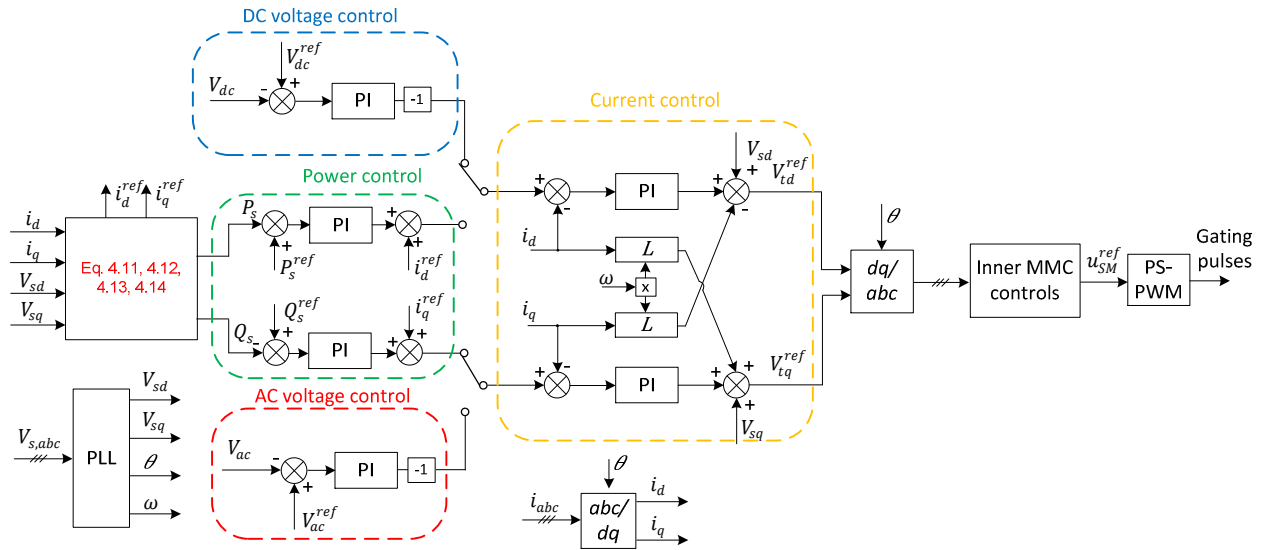 DC voltage control
V_dc^ref
V_dc
-
+
PI
-1
Current control
Power control
i_d^ref
i_q^ref
i_d
i_q
V_sd
V_sq
Eq. 4.11, 4.12,
4.13, 4.14
P_s
-
+
P_s^ref
PI
+
+
i_d^ref
Q_s^ref
Q_s
-
+
PI
+
+
i_q^ref
+
-
PI
+
+
-
V_sd
V_td^ref
i_d
L
ω
x
i_q
L
+
-
PI
+
+
+
V_sq
V_tq^ref
θ
dq/
abc
Inner MMC
controls
u_SM^ref
PS-
PWM
Gating
pulses
AC voltage control
V_ac
-
+
V_ac^ref
PI
-1
V_s,abc
PLL
V_sd
V_sq
θ
ω
θ
i_abc
abc/
dq
i_d
i_q